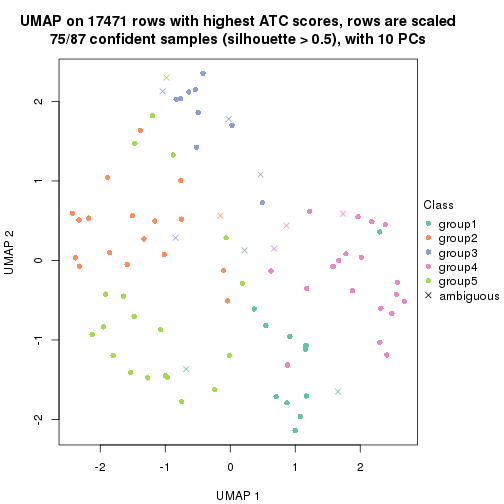 UMAP on 17471 rows with highest ATC scores, rows are scaled
75/87 confident samples (silhouette > 0.5), with 10 PCs
2
1
0
-1
-2
UMAP 2
-2
-1
0
1
2
UMAP 1
Class
group1
group2
group3
group4
group5
ambiguous